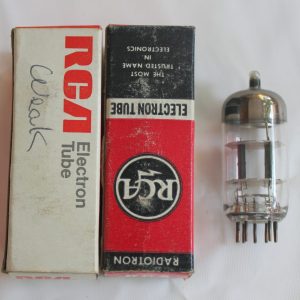 RCA
Electron
Tube
Weak
THE MOST
TRUSTED NAME
IN
ELECTRONICS
ELECTRON TUBE
RCA
RADIOTRON